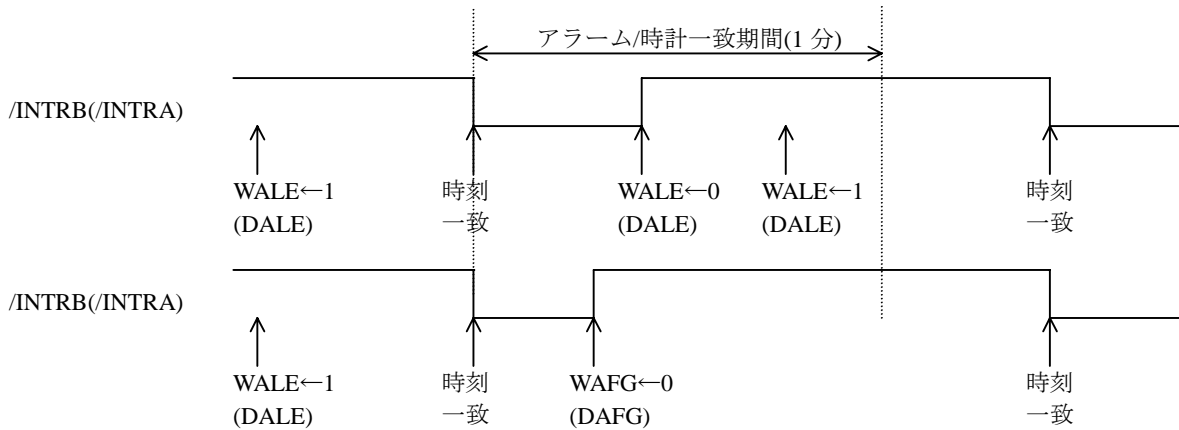 アラーム/時計一致期間(1 分)
/INTRB(/INTRA)
WALE←1
(DALE)
時刻
一致
WALE←0
(DALE)
WALE←1
(DALE)
時刻
一致
/INTRB(/INTRA)
WALE←1
(DALE)
時刻
一致
WAFG←0
(DAFG)
時刻
一致